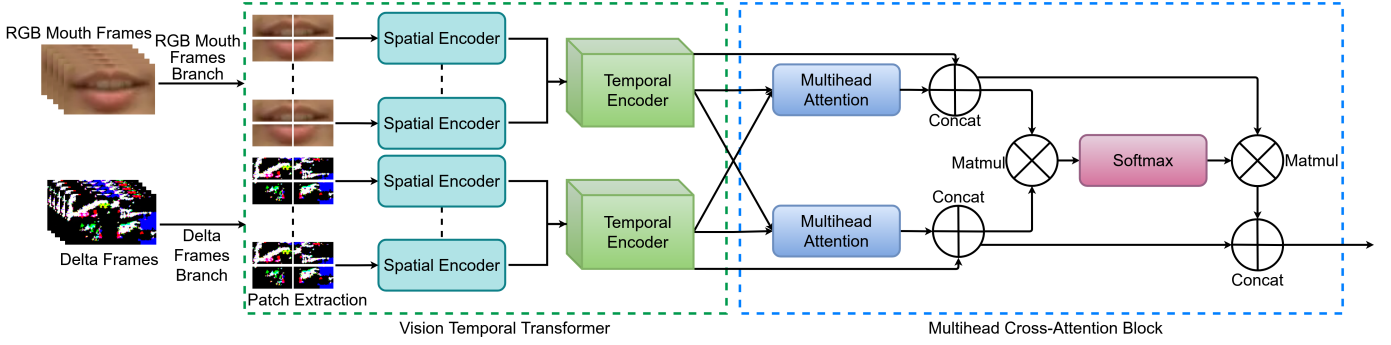 RGB Mouth Frames
RGB Mouth
Frames
Branch
Delta Frames
Delta
Frames
Branch
Spatial Encoder
Spatial Encoder
Spatial Encoder
Spatial Encoder
Patch Extraction
Temporal
Encoder
Temporal
Encoder
Vision Temporal Transformer
Multihead
Attention
Multihead
Attention
Concat
Concat
Matmul
Softmax
Matmul
Concat
Multihead Cross-Attention Block